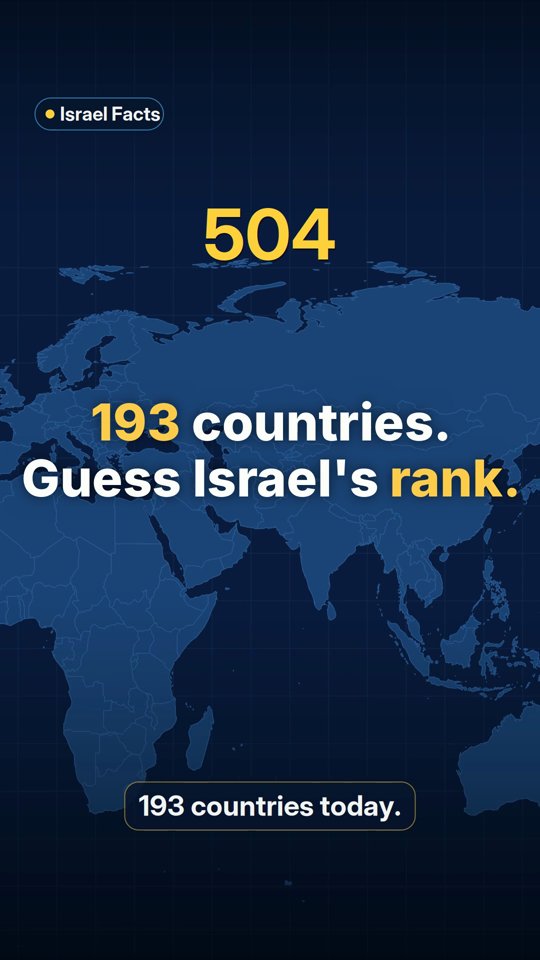 Israel Facts
504
193 countries.
Guess Israel's rank.
193 countries today.